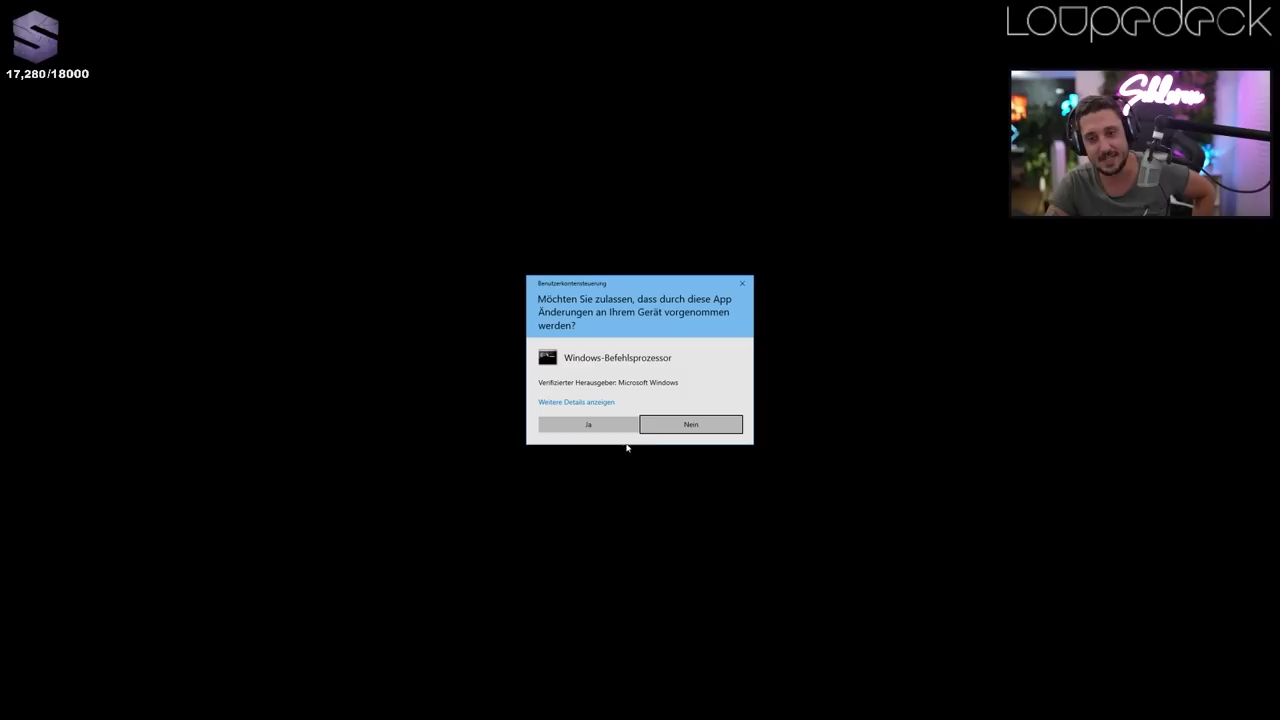 Loupedeck
17,280/18000
Benutzerkontensteuerung
Möchten Sie zulassen, dass durch diese App
Änderungen an Ihrem Gerät vorgenommen
werden?
Windows-Befehlsprozessor
Verifizierter Herausgeber: Microsoft Windows
Weitere Details anzeigen
Ja
Nein